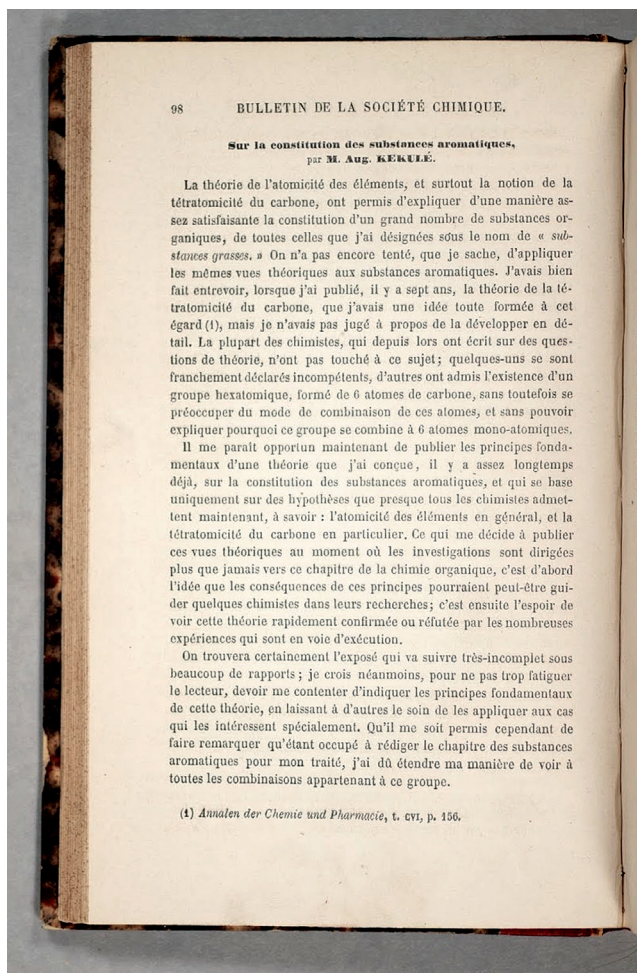 98 BULLETIN DE LA SOCIÉTÉ CHIMIQUE.
Sur la constitution des substances aromatiques,
par M. Aug. KEKULÉ.
La théorie de l'atomicité des éléments, et surtout la notion de la
tétratomicité du carbone, ont permis d'expliquer d'une manière as-
sez satisfaisante la constitution d'un grand nombre de substances or-
ganiques, de toutes celles que j'ai désignées sous le nom de « sub-
stances grasses. » On n'a pas encore tenté, que je sache, d'appliquer
les mêmes vues théoriques aux substances aromatiques. J'avais bien
fait entrevoir, lorsque j'ai publié, il y a sept ans, la théorie de la té-
tratomicité du carbone, que j'avais une idée toute formée à cet
égard (1), mais je n'avais pas jugé à propos de la développer en dé-
tail. La plupart des chimistes, qui depuis lors ont écrit sur des ques-
tions de théorie, n'ont pas touché à ce sujet; quelques-uns se sont
franchement déclarés incompétents, d'autres ont admis l'existence d'un
groupe hexatomique, formé de 6 atomes de carbone, sans toutefois se
préoccuper du mode de combinaison de ces atomes, et sans pouvoir
expliquer pourquoi ce groupe se combine à 6 atomes mono-atomiques.
Il me paraît opportun maintenant de publier les principes fonda-
mentaux d'une théorie que j'ai conçue, il y a assez longtemps
déjà, sur la constitution des substances aromatiques, et qui se base
uniquement sur des hypothèses que presque tous les chimistes admet-
tent maintenant, à savoir : l'atomicité des éléments en général, et la
tétratomicité du carbone en particulier. Ce qui me décide à publier
ces vues théoriques au moment où les investigations sont dirigées
plus que jamais vers ce chapitre de la chimie organique, c'est d'abord
l'idée que les conséquences de ces principes pourraient peut-être gui-
der quelques chimistes dans leurs recherches; c'est ensuite l'espoir de
voir cette théorie rapidement confirmée ou réfutée par les nombreuses
expériences qui sont en voie d'exécution.
On trouvera certainement l'exposé qui va suivre très-incomplet sous
beaucoup de rapports; je crois néanmoins, pour ne pas trop fatiguer
le lecteur, devoir me contenter d'indiquer les principes fondamentaux
de cette théorie, en laissant à d'autres le soin de les appliquer aux cas
qui les intéressent spécialement. Qu'il me soit permis cependant de
faire remarquer qu'étant occupé à rédiger le chapitre des substances
aromatiques pour mon traité, j'ai dû étendre ma manière de voir à
toutes les combinaisons appartenant à ce groupe.
(1) Annalen der Chemie und Pharmacie, t. CVI, p. 156.